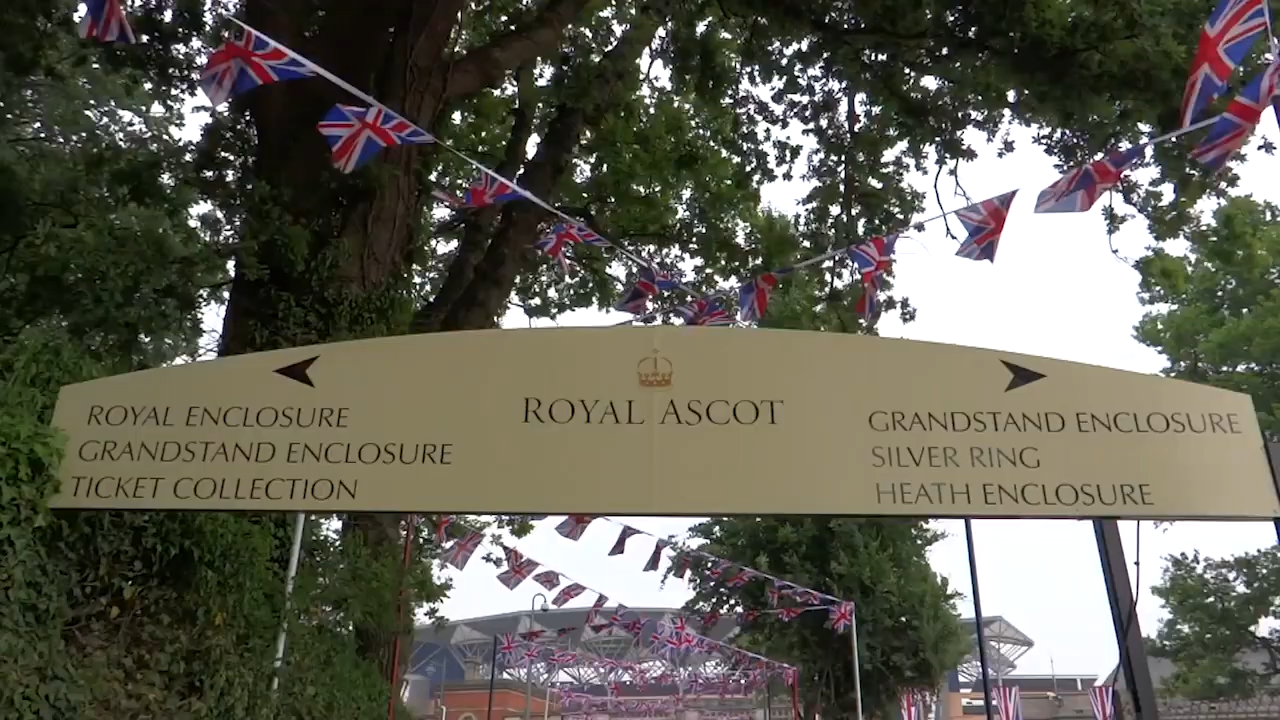 ROYAL ASCOT
ROYAL ENCLOSURE
GRANDSTAND ENCLOSURE
TICKET COLLECTION
GRANDSTAND ENCLOSURE
SILVER RING
HEATH ENCLOSURE